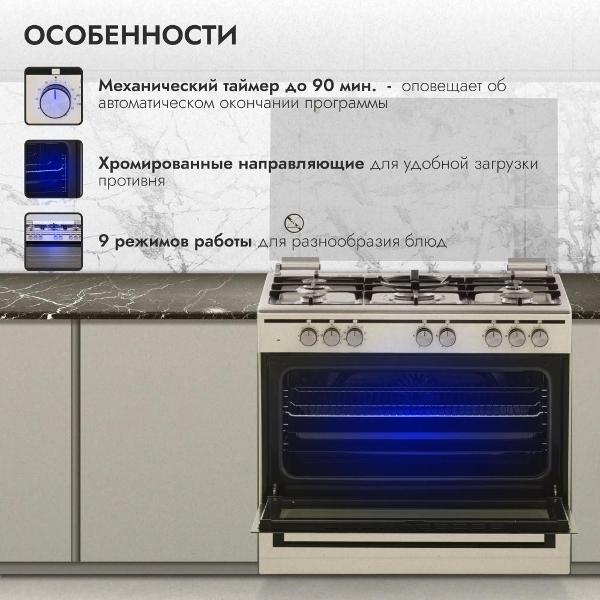 ОСОБЕННОСТИ
Механический таймер до 90 мин. - оповещает об
автоматическом окончании программы
Хромированные направляющие для удобной загрузки
противня
9 режимов работы для разнообразия блюд